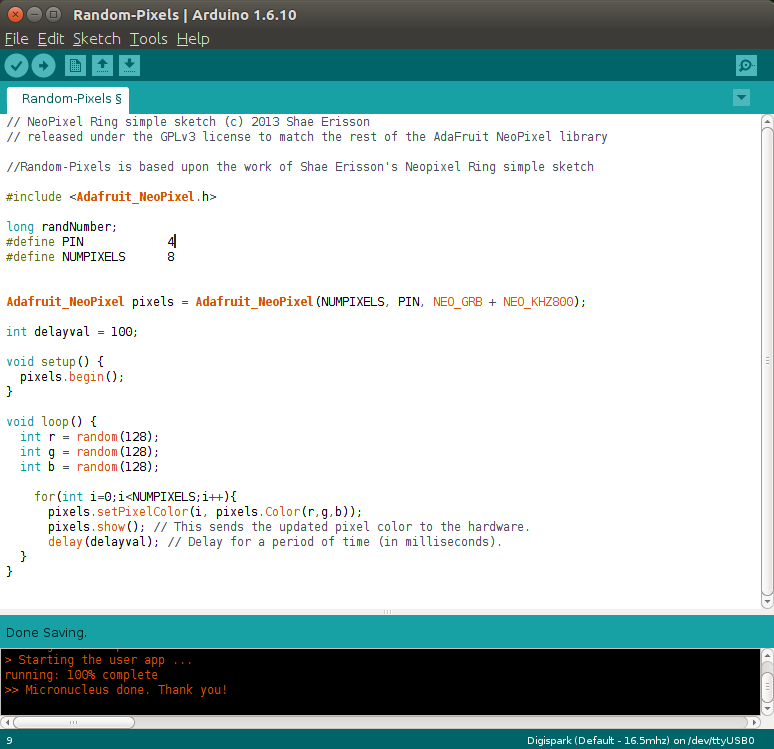 Random-Pixels | Arduino 1.6.10
File Edit Sketch Tools Help
Random-Pixels §
// NeoPixel Ring simple sketch (c) 2013 Shae Erisson
// released under the GPLv3 license to match the rest of the AdaFruit NeoPixel library
//Random-Pixels is based upon the work of Shae Erisson's Neopixel Ring simple sketch
#include <Adafruit_NeoPixel.h>
long randNumber;
#define PIN            4
#define NUMPIXELS      8
Adafruit_NeoPixel pixels = Adafruit_NeoPixel(NUMPIXELS, PIN, NEO_GRB + NEO_KHZ800);
int delayval = 100;
void setup() {
  pixels.begin();
}
void loop() {
  int r = random(128);
  int g = random(128);
  int b = random(128);
    for(int i=0;i<NUMPIXELS;i++){
      pixels.setPixelColor(i, pixels.Color(r,g,b));
      pixels.show(); // This sends the updated pixel color to the hardware.
      delay(delayval); // Delay for a period of time (in milliseconds).
  }
}
Done Saving.
> Starting the user app ...
running: 100% complete
>> Micronucleus done. Thank you!
9 Digispark (Default - 16.5mhz) on /dev/ttyUSB0